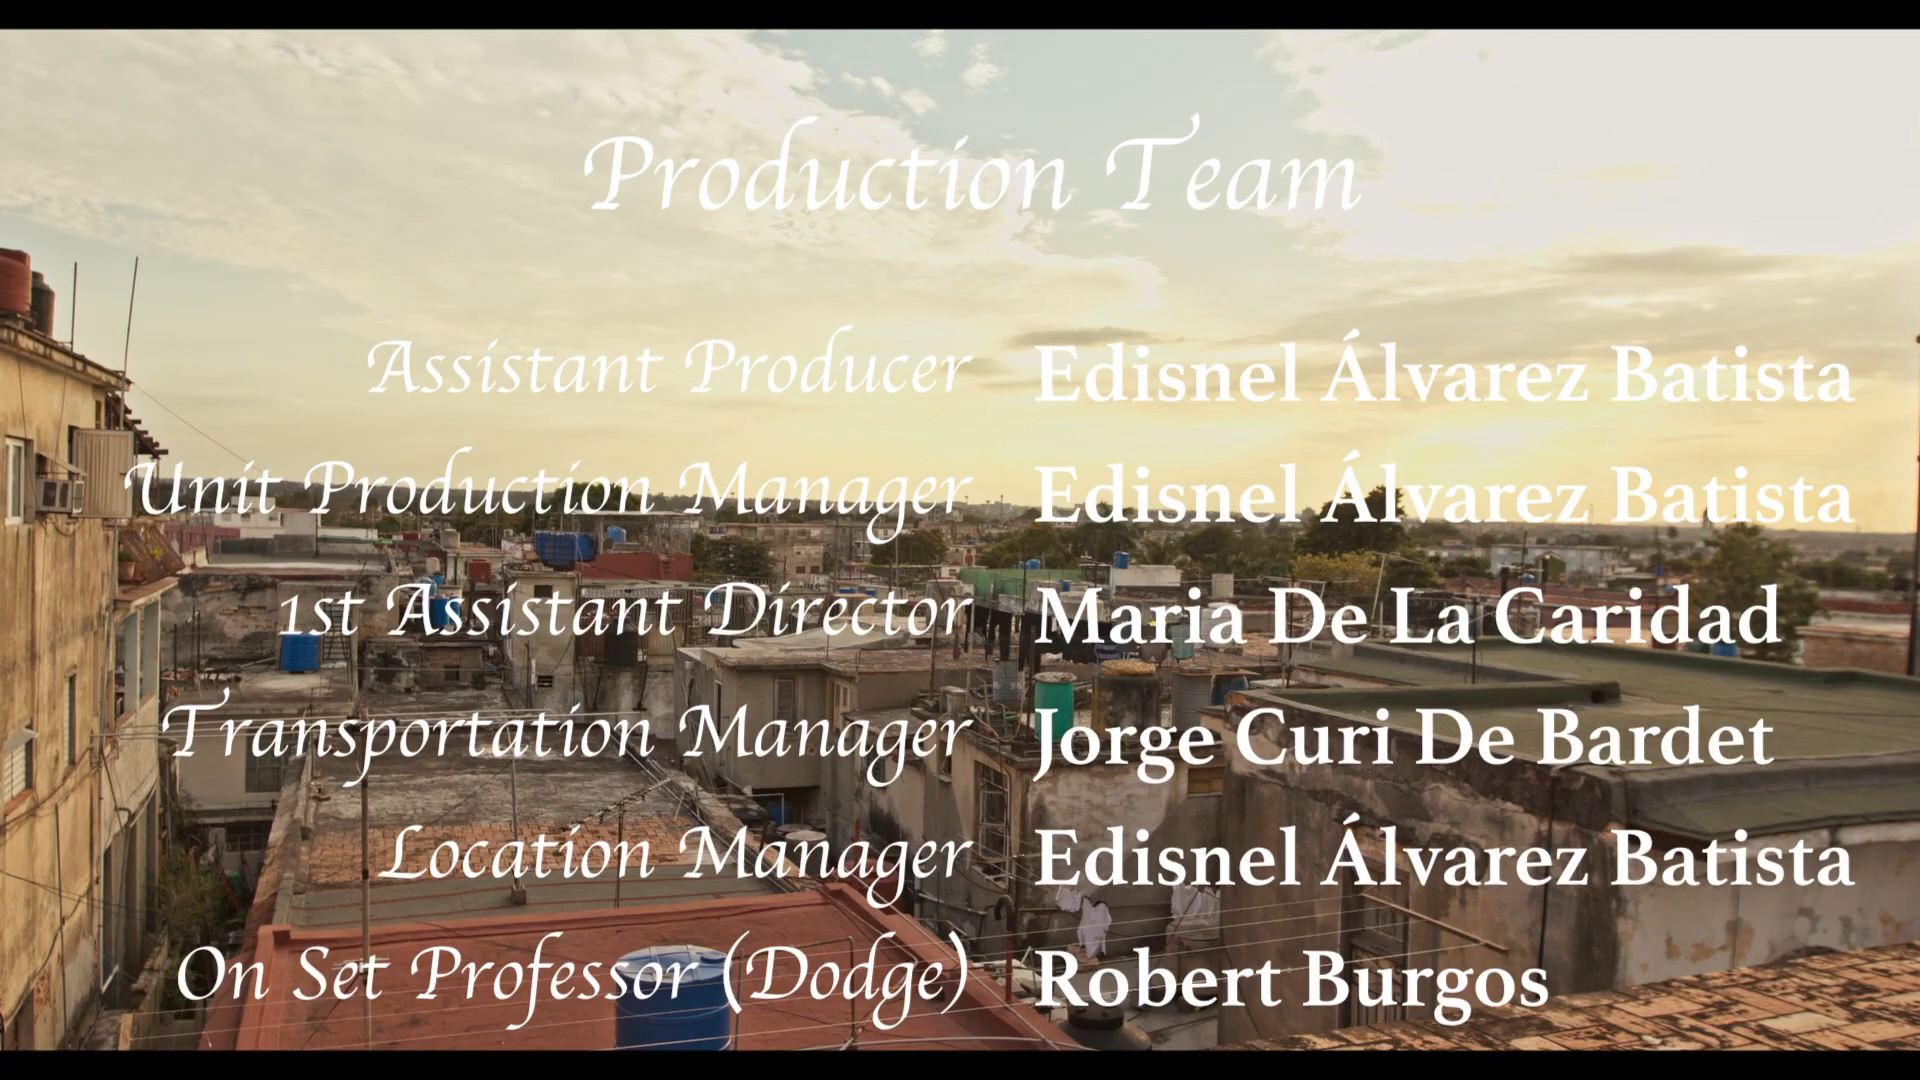 Production Team
Assistant Producer Edisnel Álvarez Batista
Unit Production Manager Edisnel Álvarez Batista
1st Assistant Director Maria De La Caridad
Transportation Manager Jorge Curi De Bardet
Location Manager Edisnel Álvarez Batista
On Set Professor (Dodge) Robert Burgos